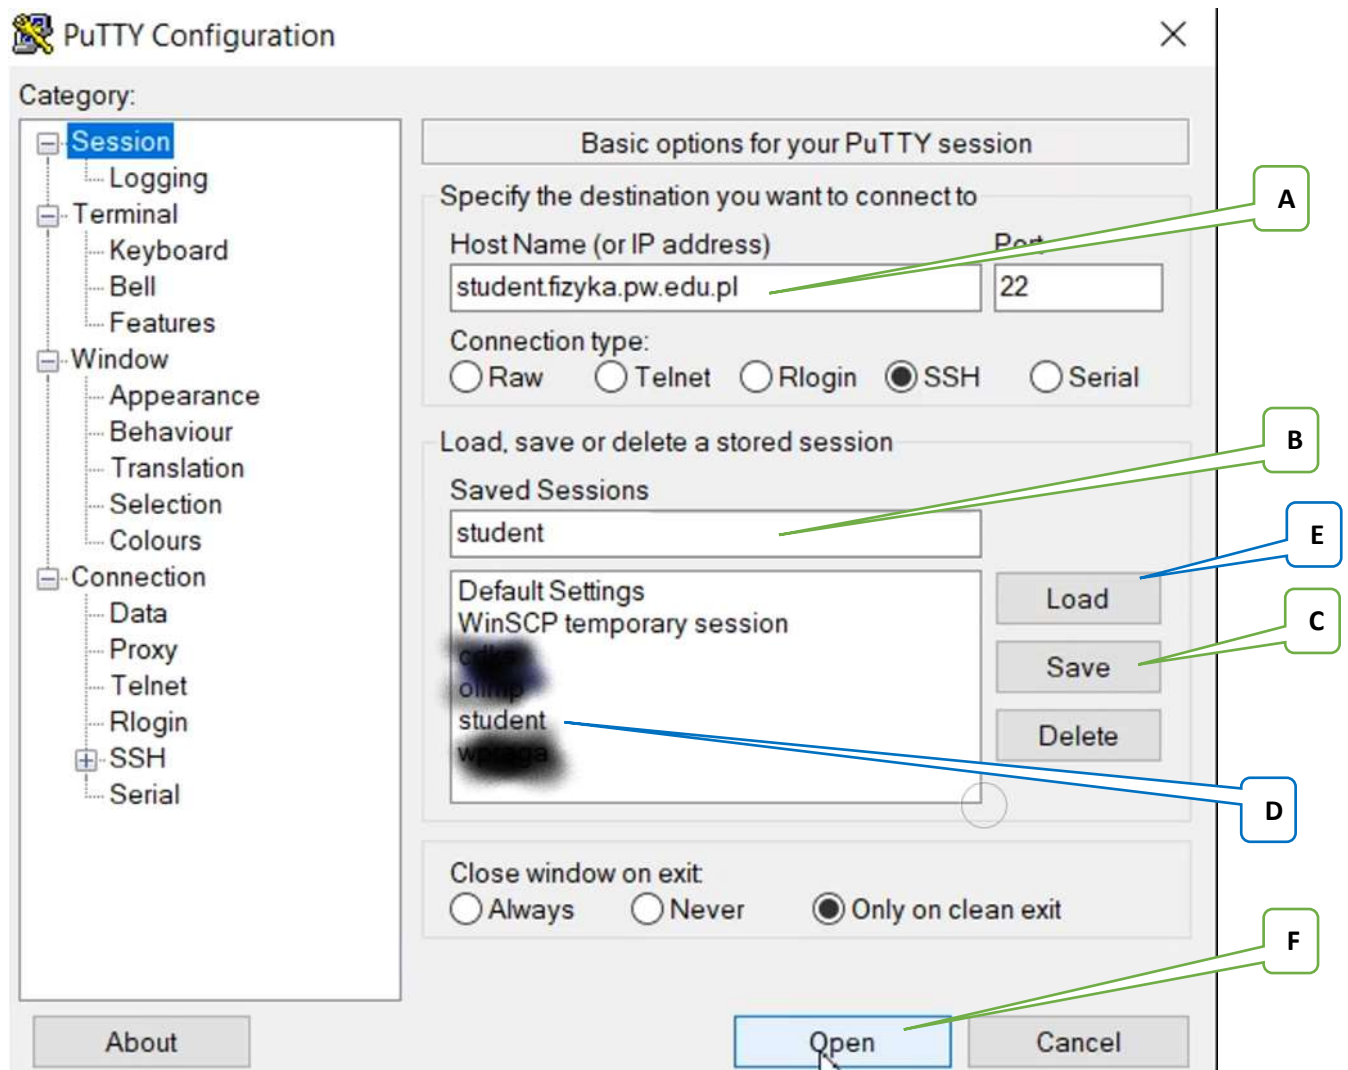 PuTTY Configuration
Category:
Session
Logging
Terminal
Keyboard
Bell
Features
Window
Appearance
Behaviour
Translation
Selection
Colours
Connection
Data
Proxy
Telnet
Rlogin
SSH
Serial
Basic options for your PuTTY session
Specify the destination you want to connect to
A
Host Name (or IP address) Port
student.fizyka.pw.edu.pl 22
Connection type:
Raw Telnet Rlogin SSH Serial
Load, save or delete a stored session
B
Saved Sessions
student
E
Default Settings
Load
WinSCP temporary session
C
Save
olimp
student
Delete
D
Close window on exit:
Always Never Only on clean exit
F
About Open Cancel